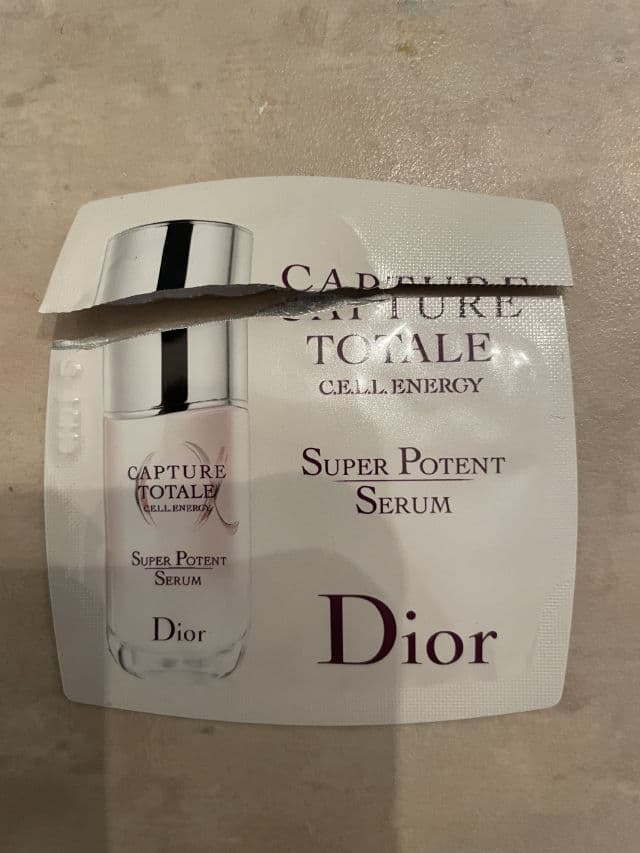 CAPTURE
TOTALE
C.E.L.L. ENERGY
SUPER POTENT
SERUM
Dior
CAPTURE
TOTALE
C.E.L.L. ENERGY
SUPER POTENT
SERUM
Dior